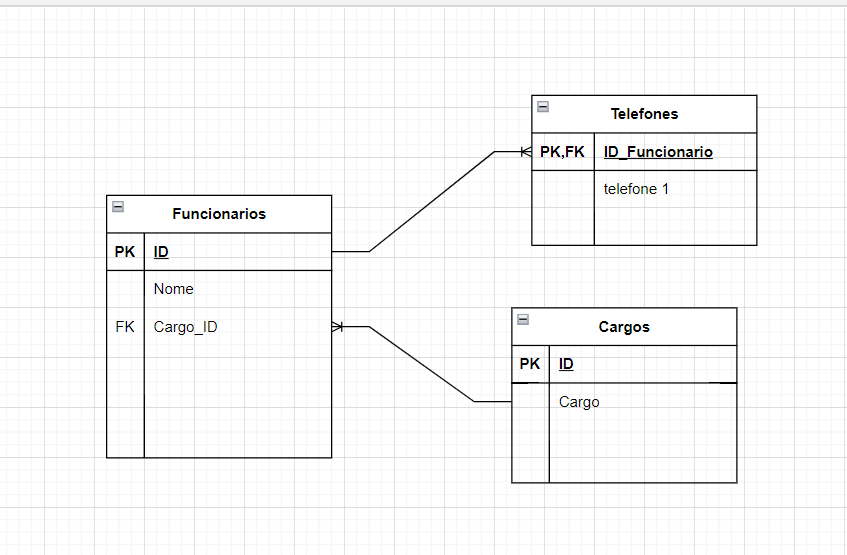 Telefones
PK,FK ID_Funcionario
telefone 1
Funcionarios
PK ID
Nome
FK Cargo_ID
Cargos
PK ID
Cargo